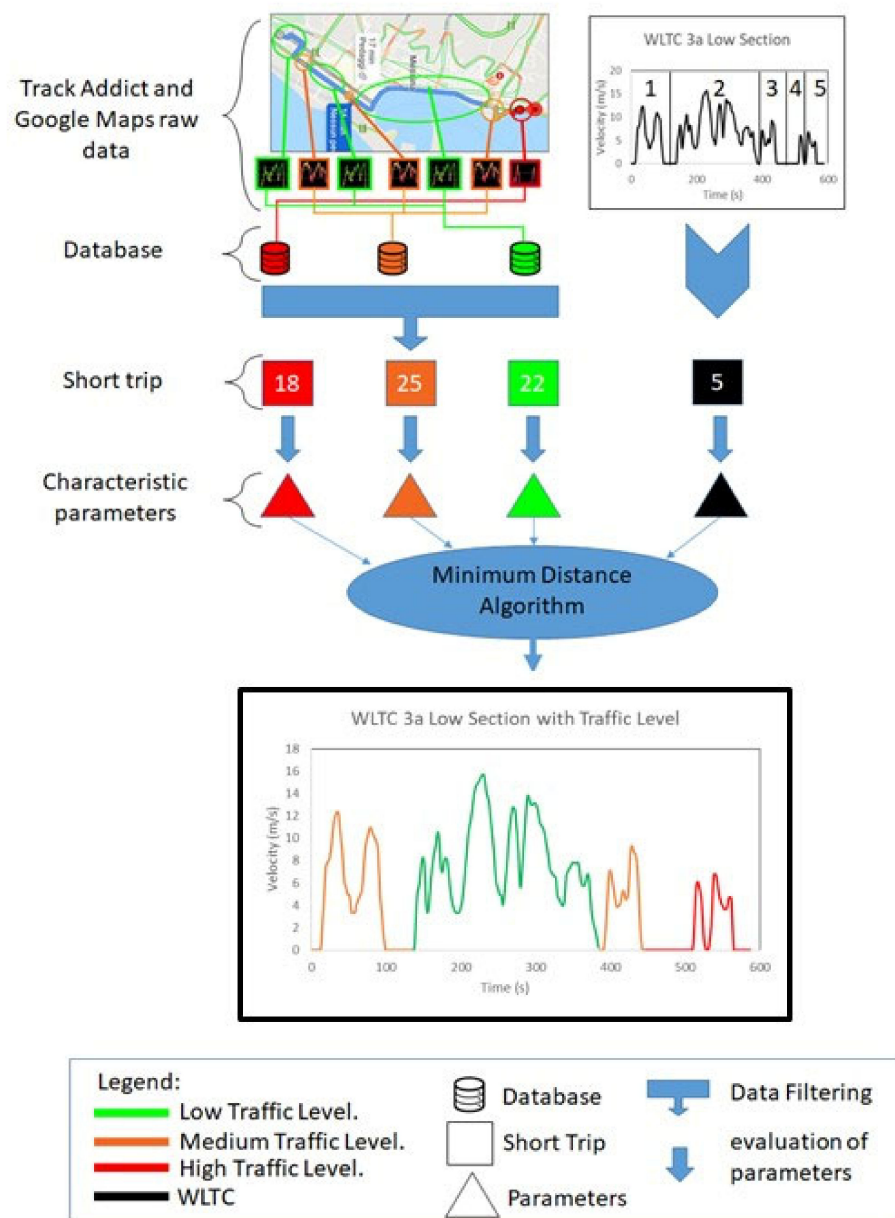 Track Addict and
Google Maps raw
data
17 min
WLTC 3a Low Section
Velocity (m/s)
20
15
10
5
0
1 2 3 4 5
0 200 400 600
Time (s)
Database
Short trip
18 25 22 5
Characteristic
parameters
Minimum Distance
Algorithm
WLTC 3a Low Section with Traffic Level
Velocity (m/s)
18
16
14
12
10
8
6
4
2
0
0 100 200 300 400 500 600
Time (s)
Legend:
Low Traffic Level.
Medium Traffic Level.
High Traffic Level.
WLTC
Database
Short Trip
Parameters
Data Filtering
evaluation of
parameters